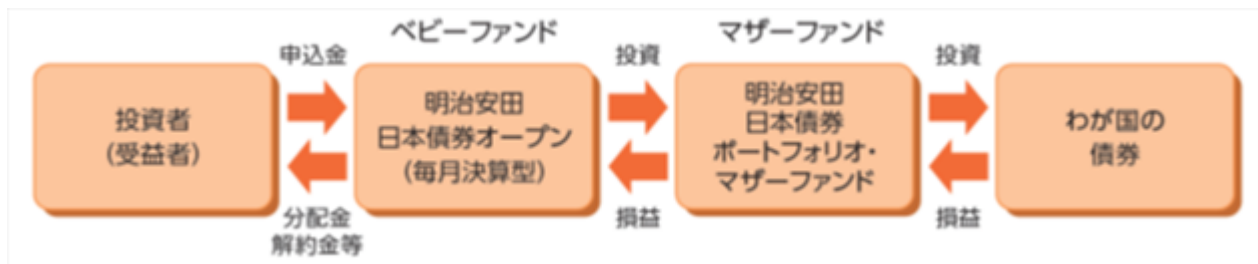 ベビーファンド
マザーファンド
申込金
投資
投資
投資者
(受益者)
明治安田
日本債券オープン
(毎月決算型)
明治安田
日本債券
ポートフォリオ・
マザーファンド
わが国の
債券
分配金
解約金等
損益
損益